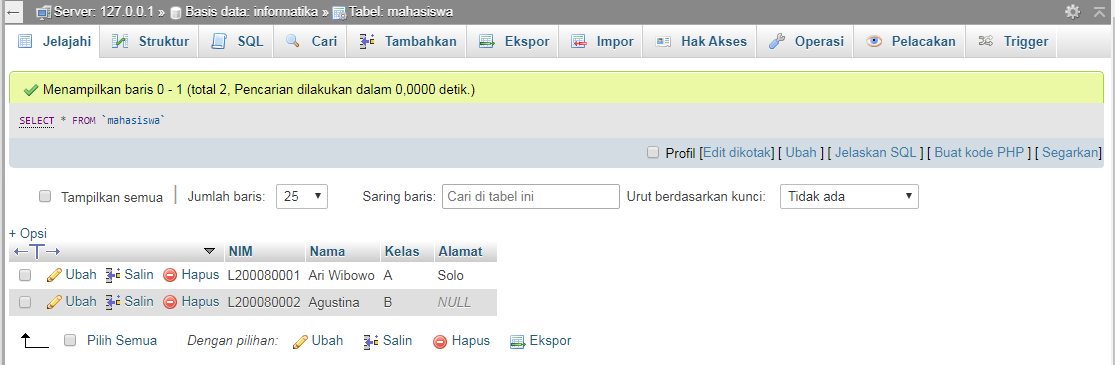 Server: 127.0.0.1 » Basis data: informatika » Tabel: mahasiswa
Jelajahi Struktur SQL Cari Tambahkan Ekspor Impor Hak Akses Operasi Pelacakan Trigger
Menampilkan baris 0 - 1 (total 2, Pencarian dilakukan dalam 0,0000 detik.)
SELECT * FROM `mahasiswa`
Profil [Edit dikotak] [ Ubah ] [ Jelaskan SQL ] [ Buat kode PHP ] [ Segarkan]
Tampilkan semua | Jumlah baris: 25 Saring baris: Cari di tabel ini Urut berdasarkan kunci: Tidak ada
+ Opsi
←T→ NIM Nama Kelas Alamat
Ubah Salin Hapus L200080001 Ari Wibowo A Solo
Ubah Salin Hapus L200080002 Agustina B NULL
Pilih Semua Dengan pilihan: Ubah Salin Hapus Ekspor